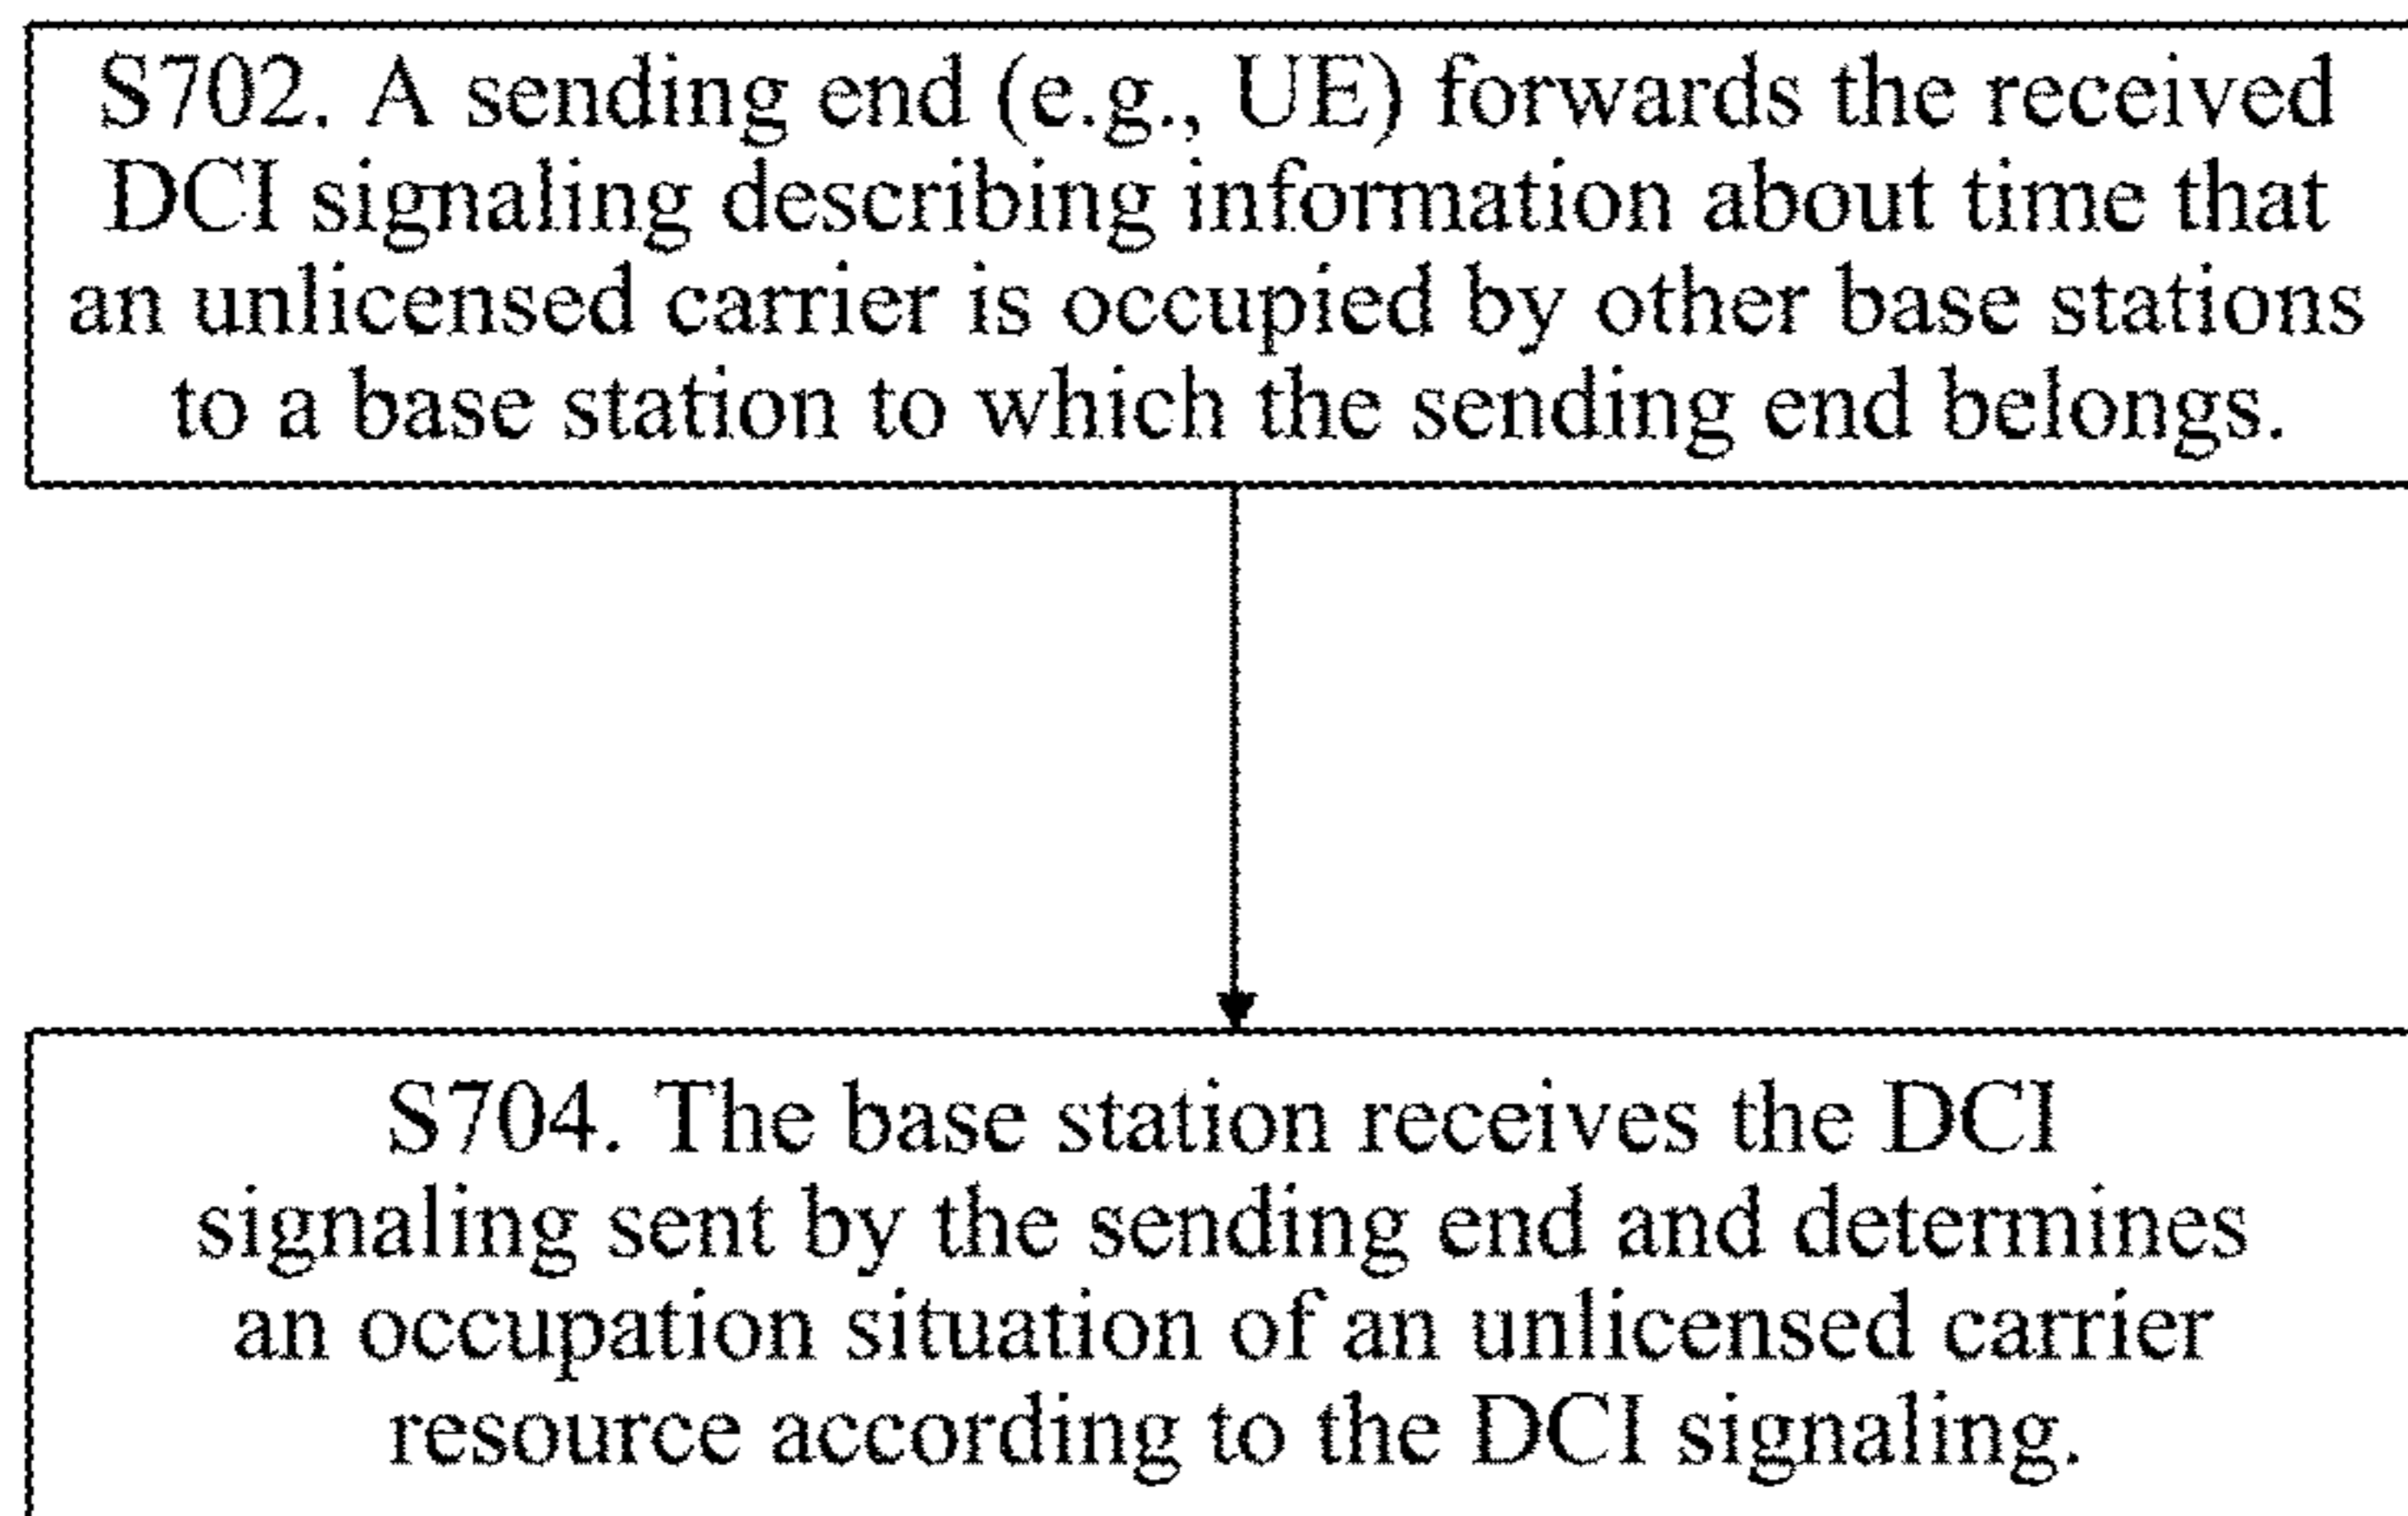 S702. A sending end (e.g., UE) forwards the received
DCI signaling describing information about time that
an unlicensed carrier is occupied by other base stations
to a base station to which the sending end belongs.
S704. The base station receives the DCI
signaling sent by the sending end and determines
an occupation situation of an unlicensed carrier
resource according to the DCI signaling.